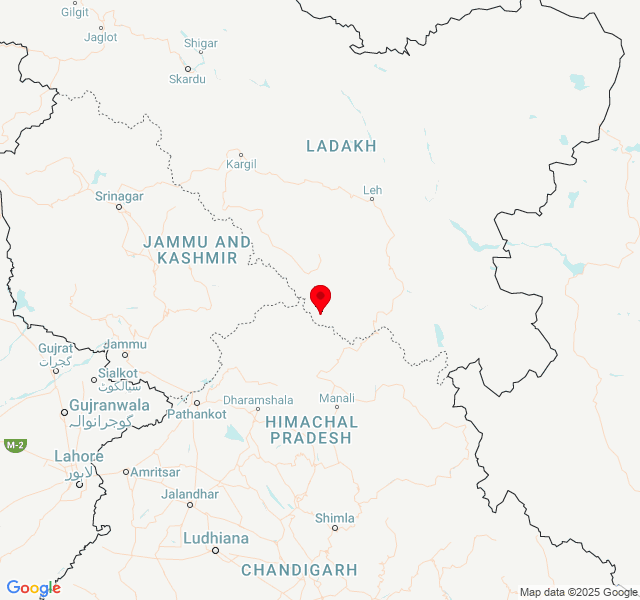 Gilgit
Jaglot
Shigar
Skardu
LADAKH
Kargil
Leh
Srinagar
JAMMU AND
KASHMIR
Gujrat
گجرات
Jammu
Sialkot
سیالکوٹ
Gujranwala
گوجرانوالہ
Pathankot
Dharamshala
Manali
HIMACHAL
PRADESH
M-2
Lahore
لاہور
Amritsar
Jalandhar
Ludhiana
Shimla
CHANDIGARH
Google
Map data ©2025 Google